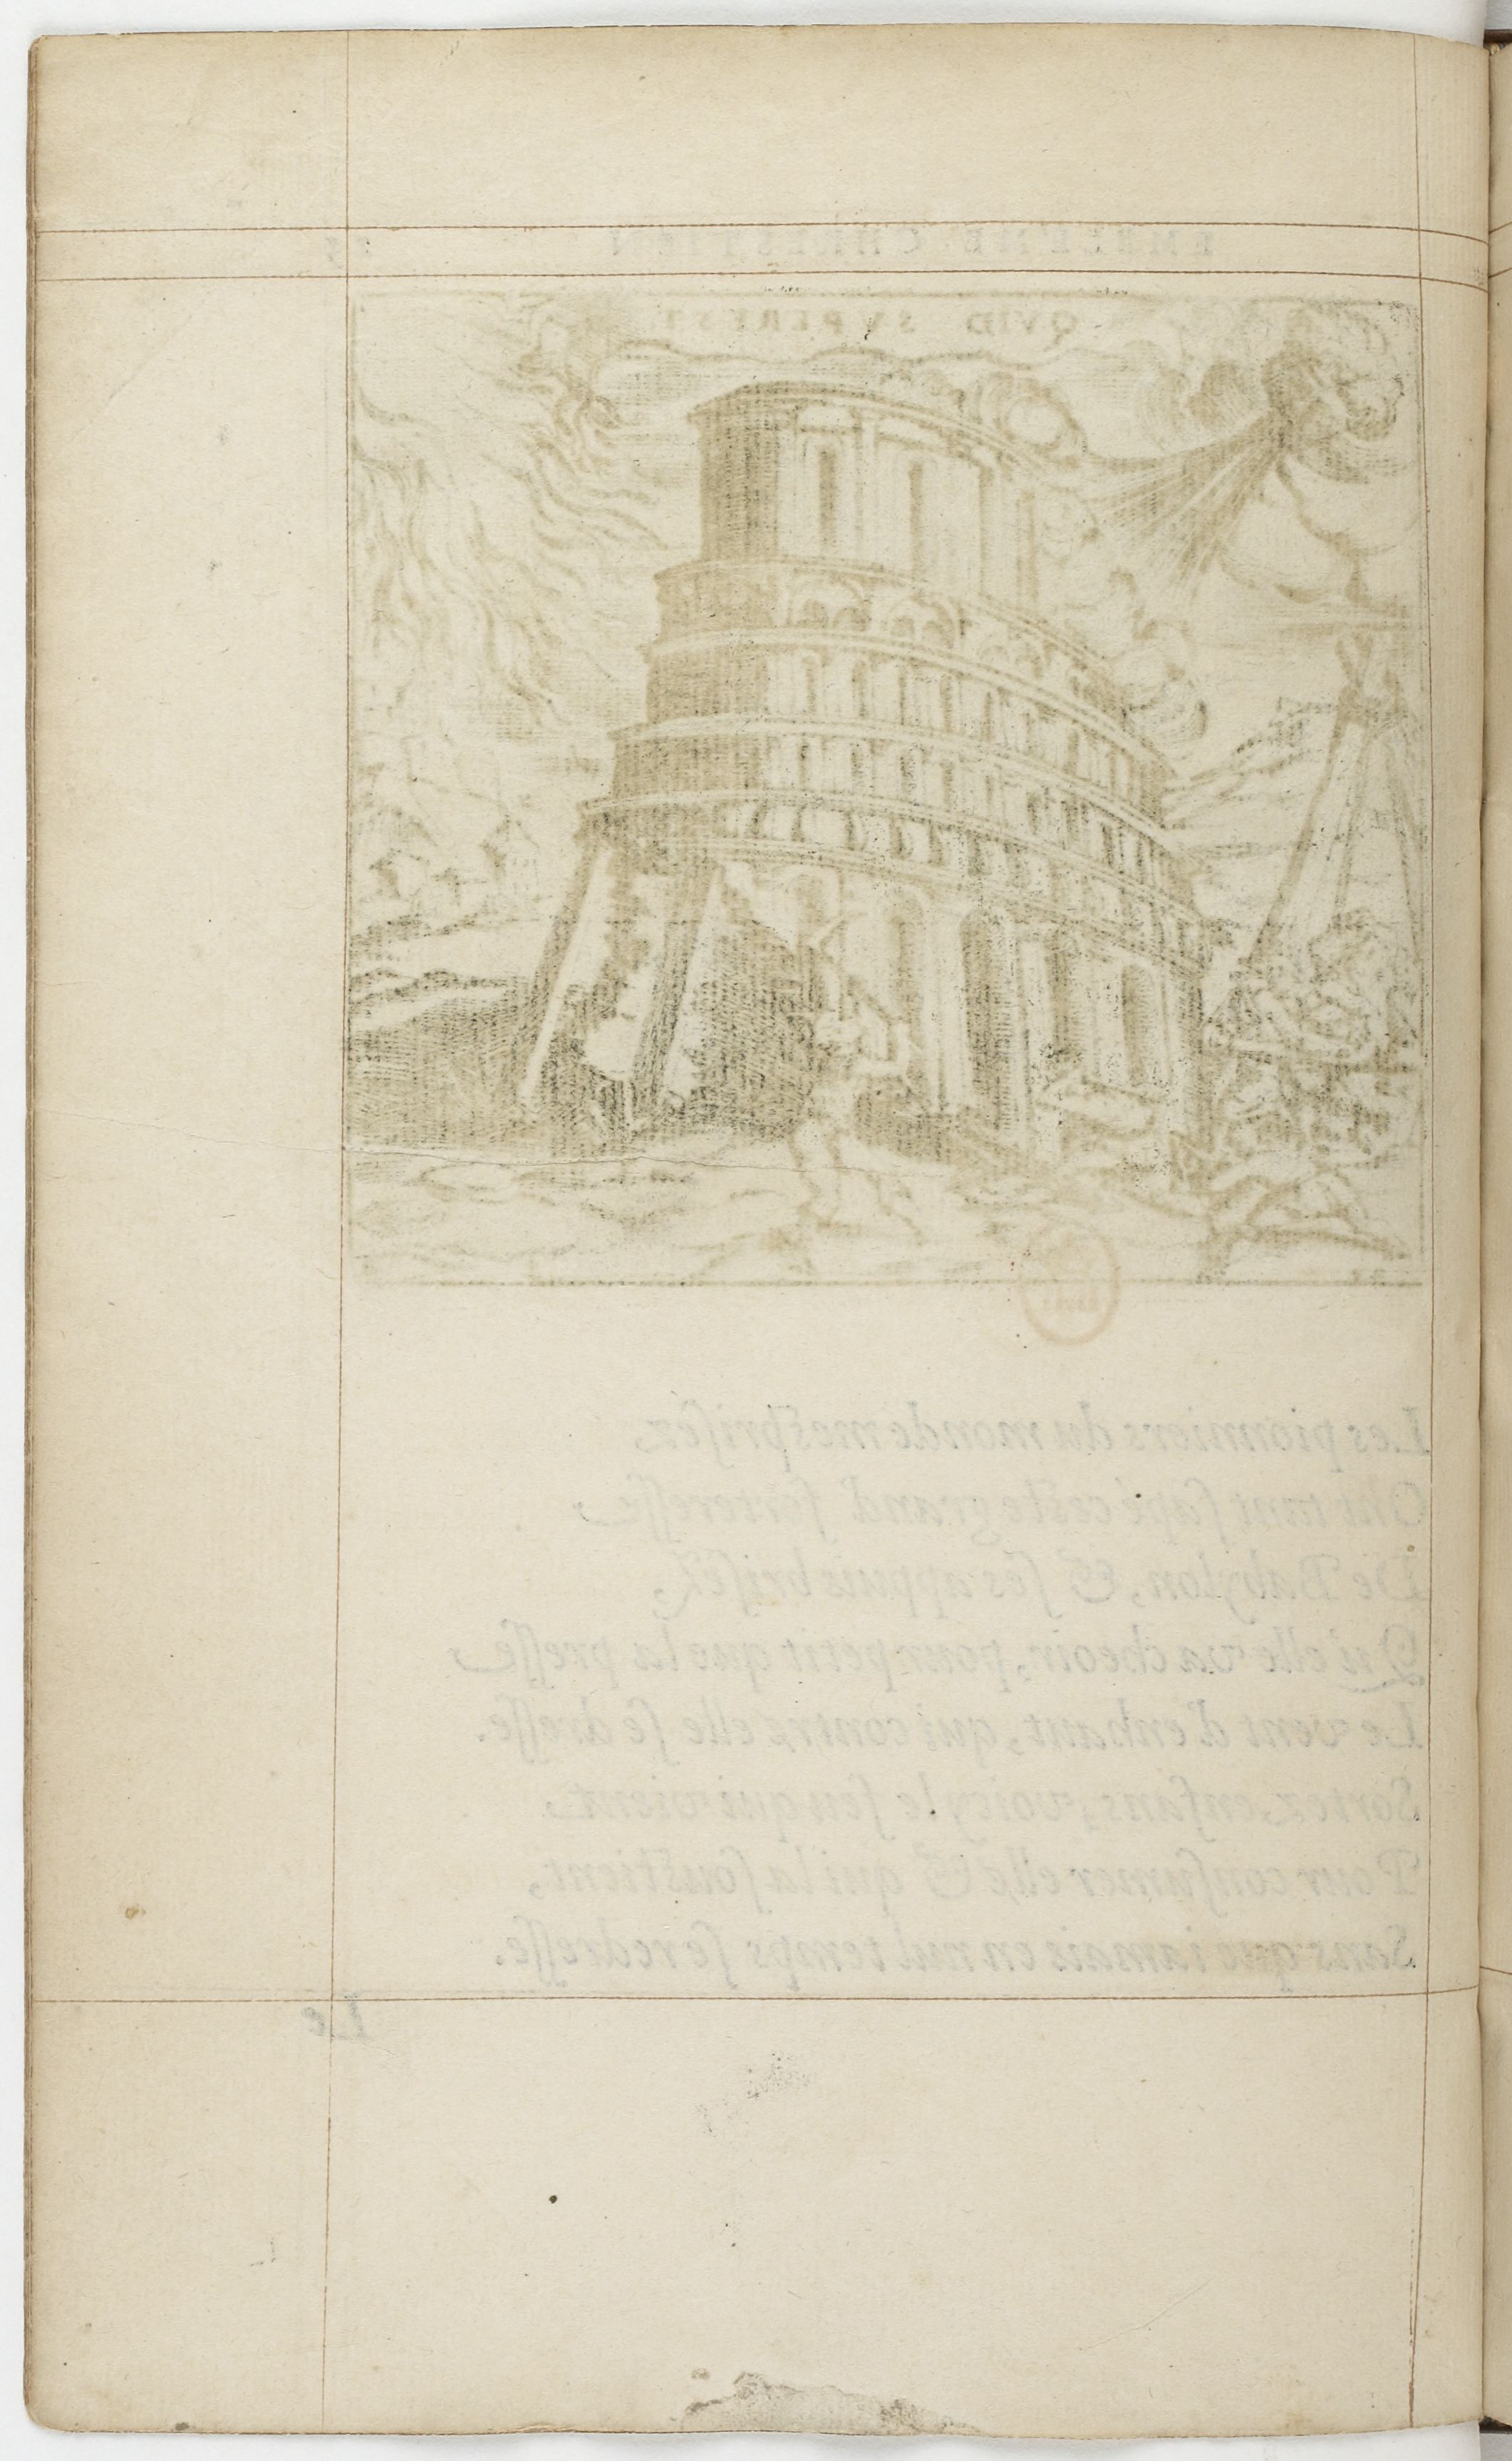 EMBLEME CHRESTIEN
QVID SVPEREST
Les pionniers du monde mesprisez,
Ont tant sapé ceste grand' forteresse
De Babylon, & ses appuis brisez,
Qu'elle va cheoir, pour petit que la presse
Le vent d'enhaut, qui contre elle se dresse.
Sortez enfans, voicy le feu qui vient
Pour consumer elle, & qui la soustient,
Sans que iamais en nul temps se redresse.
Le